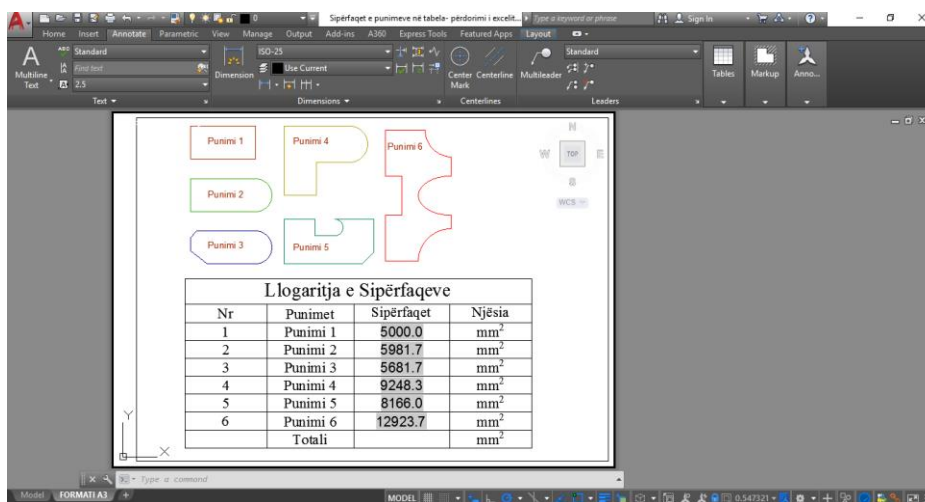 0 Sipërfaqet e punimeve në tabela- përdorimi i excelit... Type a keyword or phrase Sign In
Home Insert Annotate Parametric View Manage Output Add-ins A360 Express Tools Featured Apps Layout
Multiline Text
Standard
Find text
2.5
Text
Dimension
ISO-25
Use Current
Dimensions
Center Mark
Centerline
Centerlines
Multileader
Standard
Leaders
Tables
Markup
Anno...
Punimi 1
Punimi 4
Punimi 6
Punimi 2
Punimi 3
Punimi 5
N
W TOP E
S
WCS
Llogaritja e Sipërfaqeve
Nr Punimet Sipërfaqet Njësia
1 Punimi 1 5000.0 mm²
2 Punimi 2 5981.7 mm²
3 Punimi 3 5681.7 mm²
4 Punimi 4 9248.3 mm²
5 Punimi 5 8166.0 mm²
6 Punimi 6 12923.7 mm²
Totali mm²
Y
X
Type a command
Model FORMATI A3 +
MODEL 0.547321